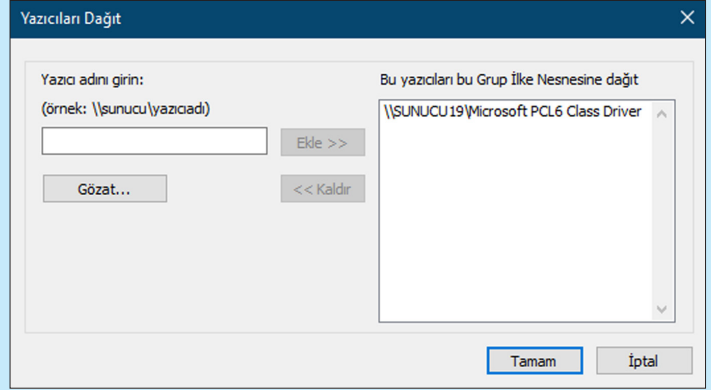 Yazıcıları Dağıt
Yazıcı adını girin:
(örnek: \\sunucu\yazıcıadı)
Ekle >>
Gözat...
<< Kaldır
Bu yazıcıları bu Grup İlke Nesnesine dağıt
\\SUNUCU19\Microsoft PCL6 Class Driver
Tamam
İptal